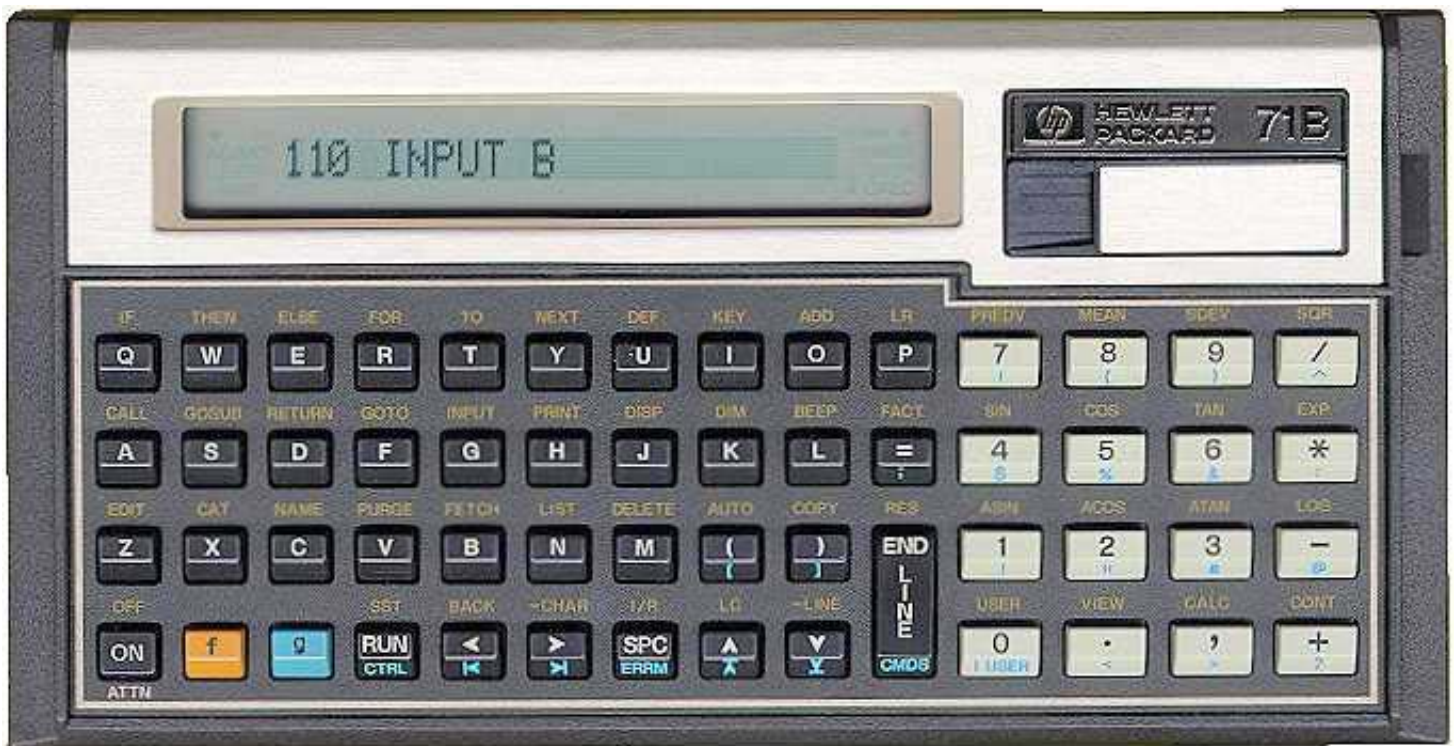 110 INPUT B
hp HEWLETT PACKARD 71B
IF THEN ELSE FOR TO NEXT DEF KEY ADD LR PREDV MEAN SDEV SQR
Q W E R T Y U I O P 7 8 9 /
( ) ^
CALL GOSUB RETURN GOTO INPUT PRINT DISP DIM BEEP FACT SIN COS TAN EXP
A S D F G H J K L = 4 5 6 *
; $ % &
EDIT CAT NAME PURGE FETCH LIST DELETE AUTO COPY RES ASIN ACOS ATAN LOG
Z X C V B N M ( ) END LINE 1 2 3 -
! " # @
OFF SST BACK -CHAR I/R LC -LINE USER VIEW CALC CONT
ON f g RUN < > SPC 0 . , +
CTRL ERRM CMDS 1 USER < > ?
ATTN